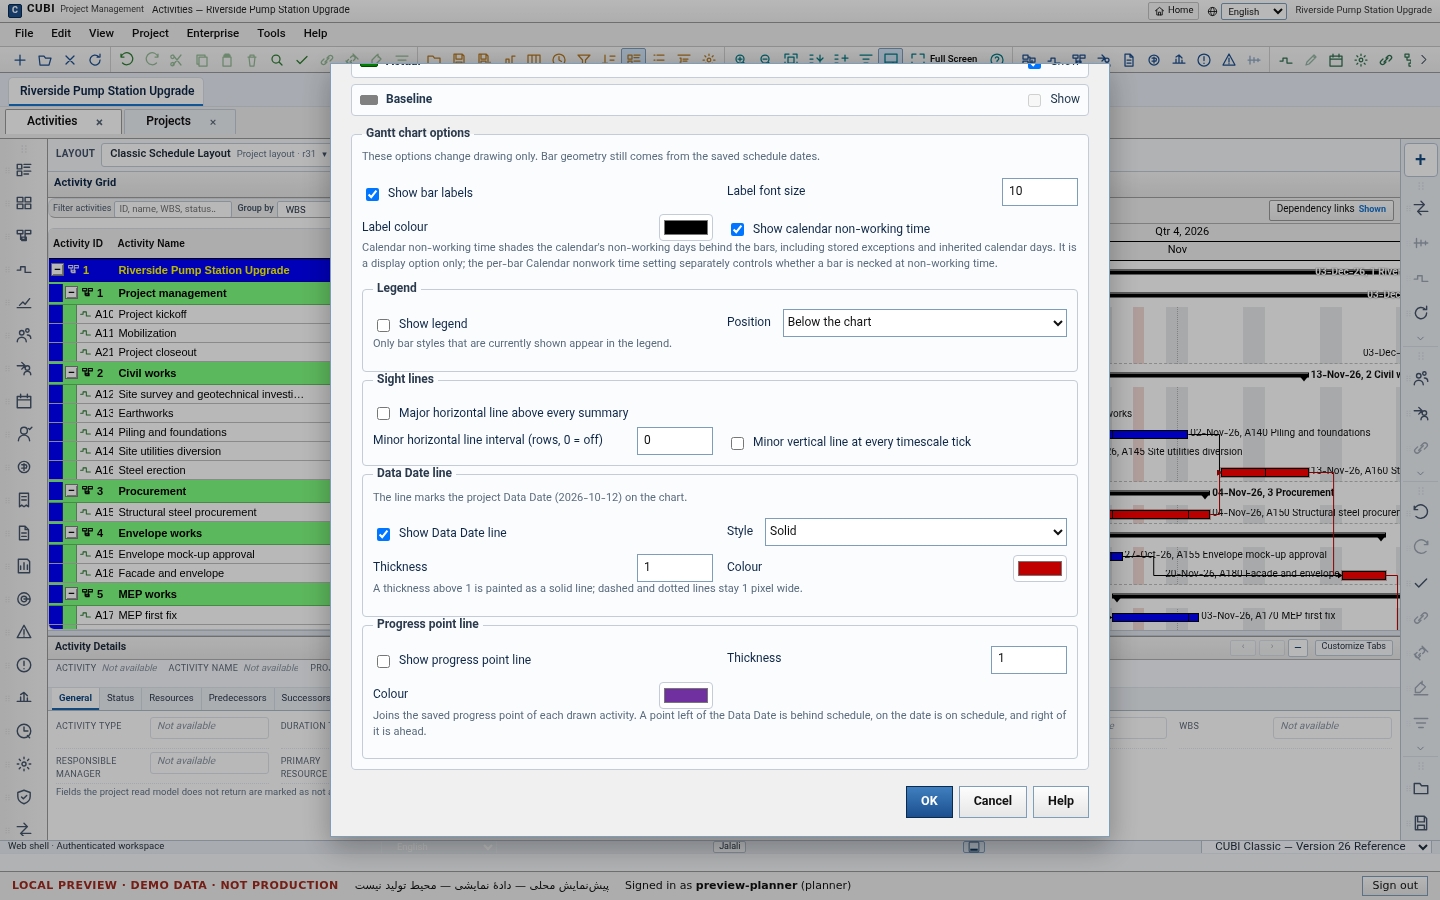 CUBI Project Management Activities — Riverside Pump Station Upgrade
Home English Riverside Pump Station Upgrade
File Edit View Project Enterprise Tools Help
Full Screen
Riverside Pump Station Upgrade
Activities × Projects ×
LAYOUT Classic Schedule Layout Project layout · r31
Activity Grid
Filter activities ID, name, WBS, status.. Group by WBS
Dependency links Shown
Activity ID Activity Name
Qtr 4, 2026
Nov
1 Riverside Pump Station Upgrade
03-Dec-26, 1 River
1 Project management
03-Dec
A10 Project kickoff
A11 Mobilization
A21 Project closeout
03-Dec-
2 Civil works
13-Nov-26, 2 Civil w
A12 Site survey and geotechnical investi...
A13 Earthworks
works
A14 Piling and foundations
02-Nov-26, A140 Piling and foundations
A14 Site utilities diversion
6, A145 Site utilities diversion
A16 Steel erection
13-Nov-26, A160 St
3 Procurement
04-Nov-26, 3 Procurement
A15 Structural steel procurement
04-Nov-26, A150 Structural steel procurer
4 Envelope works
A15 Envelope mock-up approval
27-Oct-26, A155 Envelope mock-up approval
A18 Facade and envelope
20-Nov-26, A180 Facade and envelope
5 MEP works
A17 MEP first fix
03-Nov-26, A170 MEP first fix
Baseline Show
Gantt chart options
These options change drawing only. Bar geometry still comes from the saved schedule dates.
Show bar labels Label font size 10
Label colour Show calendar non-working time
Calendar non-working time shades the calendar's non-working days behind the bars, including stored exceptions and inherited calendar days. It is
a display option only; the per-bar Calendar nonwork time setting separately controls whether a bar is necked at non-working time.
Legend
Show legend Position Below the chart
Only bar styles that are currently shown appear in the legend.
Sight lines
Major horizontal line above every summary
Minor horizontal line interval (rows, 0 = off) 0 Minor vertical line at every timescale tick
Data Date line
The line marks the project Data Date (2026-10-12) on the chart.
Show Data Date line Style Solid
Thickness 1 Colour
A thickness above 1 is painted as a solid line; dashed and dotted lines stay 1 pixel wide.
Progress point line
Show progress point line Thickness 1
Colour
Joins the saved progress point of each drawn activity. A point left of the Data Date is behind schedule, on the date is on schedule, and right of
it is ahead.
OK Cancel Help
Activity Details
Customize Tabs
ACTIVITY Not available ACTIVITY NAME Not available
General Status Resources Predecessors Successors
ACTIVITY TYPE Not available DURATION
WBS Not available
RESPONSIBLE MANAGER Not available PRIMARY RESOURCE
Not available
Fields the project read model does not return are marked as not
Web shell · Authenticated workspace English Jalali CUBI Classic — Version 26 Reference
LOCAL PREVIEW · DEMO DATA · NOT PRODUCTION پیش‌نمایش محلی — دادهٔ نمایشی — محیط تولید نیست Signed in as preview-planner (planner) Sign out